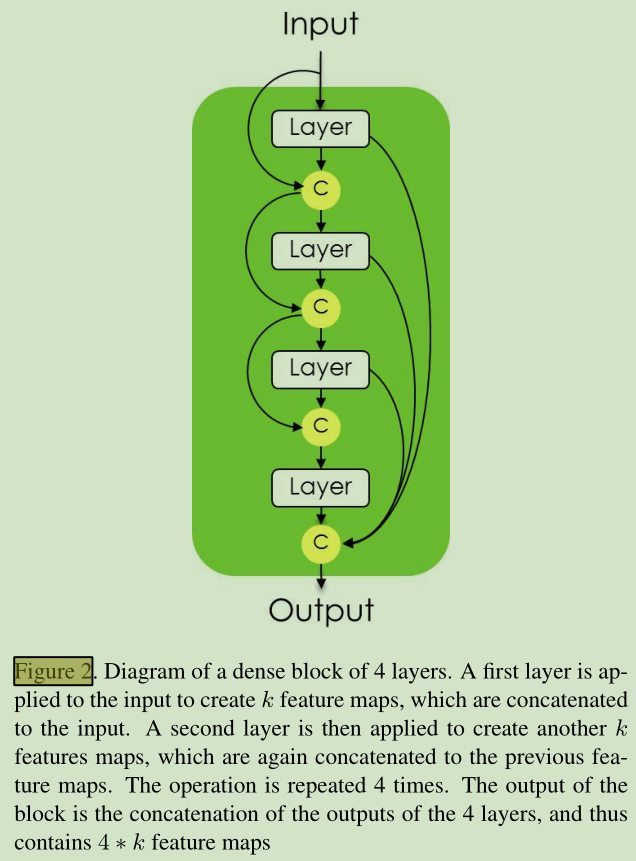 Input
Layer
C
Layer
C
Layer
C
Layer
C
Output
Figure 2. Diagram of a dense block of 4 layers. A first layer is ap-
plied to the input to create k feature maps, which are concatenated
to the input. A second layer is then applied to create another k
features maps, which are again concatenated to the previous fea-
ture maps. The operation is repeated 4 times. The output of the
block is the concatenation of the outputs of the 4 layers, and thus
contains 4 ∗ k feature maps